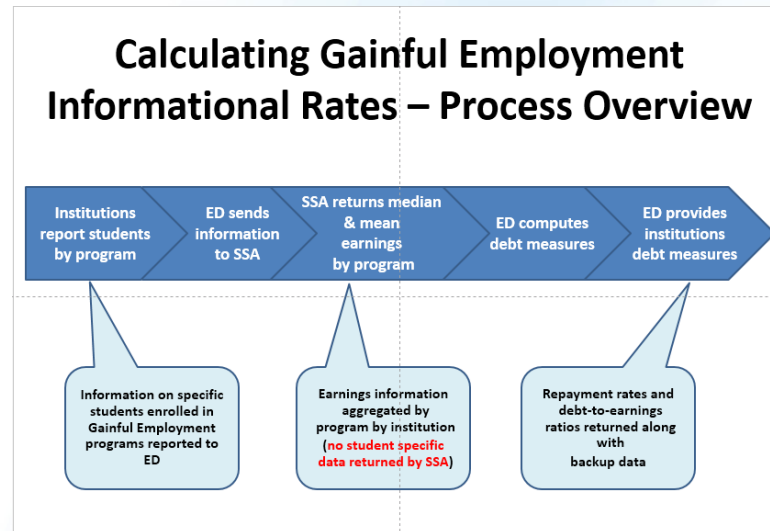 Calculating Gainful Employment
Informational Rates – Process Overview
Institutions
report students
by program
ED sends
information
to SSA
SSA returns median
& mean
earnings
by program
ED computes
debt measures
ED provides
institutions
debt measures
Information on specific
students enrolled in
Gainful Employment
programs reported to
ED
Earnings information
aggregated by
program by institution
(no student specific
data returned by SSA)
Repayment rates and
debt-to-earnings
ratios returned along
with
backup data